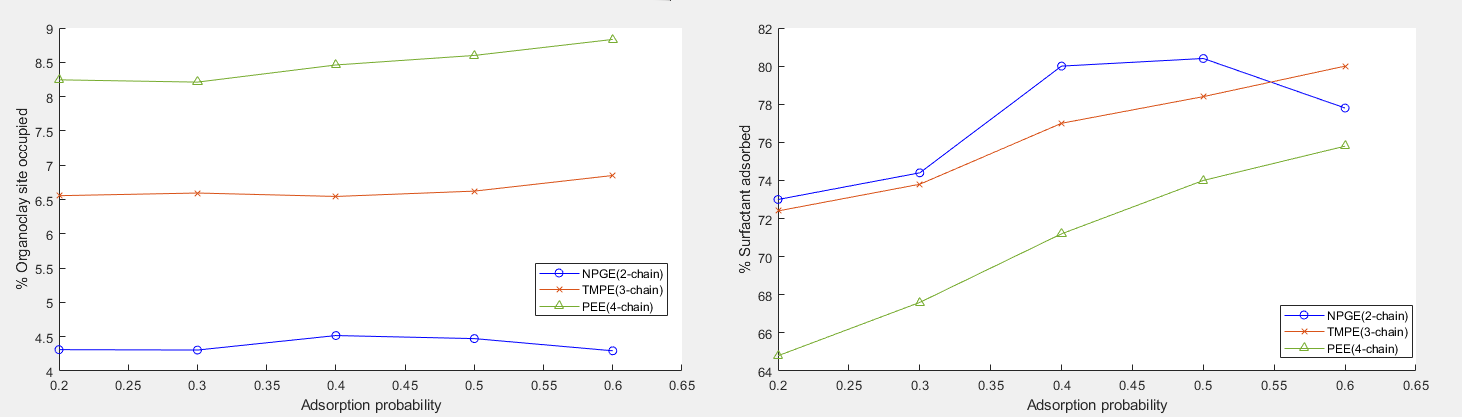 9
8.5
8
7.5
7
6.5
6
5.5
5
4.5
4
% Organoclay site occupied
0.2 0.25 0.3 0.35 0.4 0.45 0.5 0.55 0.6 0.65
Adsorption probability
NPGE(2-chain)
TMPE(3-chain)
PEE(4-chain)
82
80
78
76
74
72
70
68
66
64
% Surfactant adsorbed
0.2 0.25 0.3 0.35 0.4 0.45 0.5 0.55 0.6 0.65
Adsorption probability
NPGE(2-chain)
TMPE(3-chain)
PEE(4-chain)